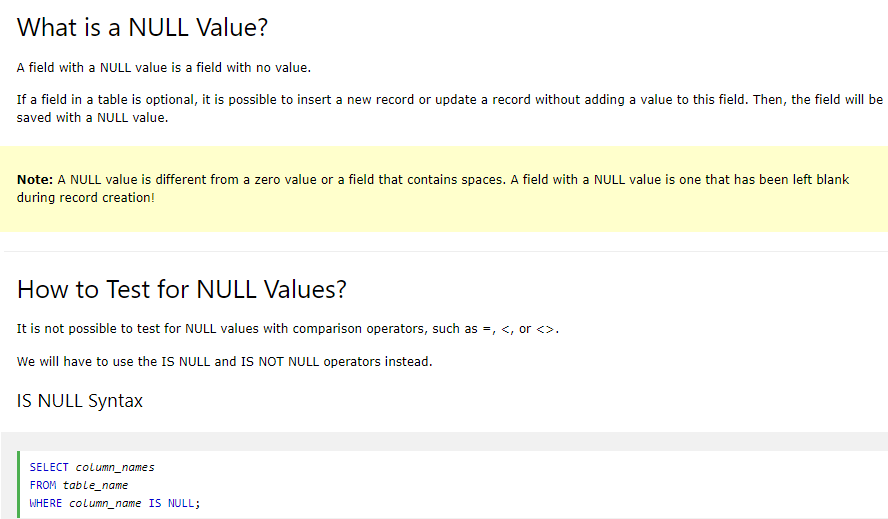 What is a NULL Value?
A field with a NULL value is a field with no value.
If a field in a table is optional, it is possible to insert a new record or update a record without adding a value to this field. Then, the field will be
saved with a NULL value.
Note: A NULL value is different from a zero value or a field that contains spaces. A field with a NULL value is one that has been left blank
during record creation!
How to Test for NULL Values?
It is not possible to test for NULL values with comparison operators, such as =, <, or <>.
We will have to use the IS NULL and IS NOT NULL operators instead.
IS NULL Syntax
SELECT column_names
FROM table_name
WHERE column_name IS NULL;